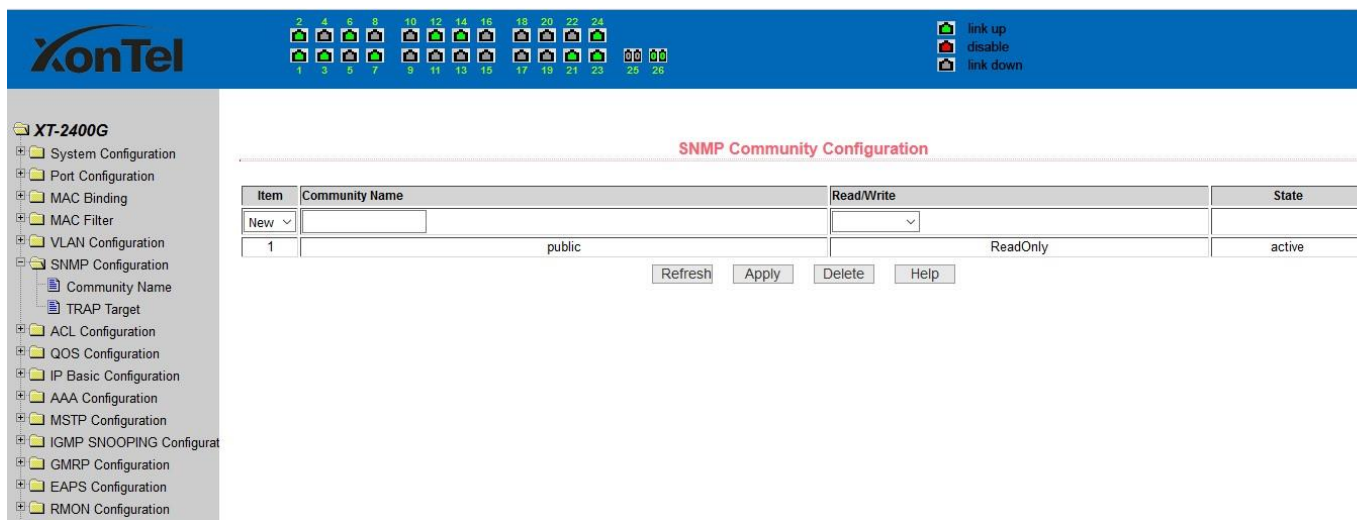 2 4 6 8 10 12 14 16 18 20 22 24
XonTel
1 3 5 7 9 11 13 15 17 19 21 23 25 26
link up
disable
link down
XT-2400G
System Configuration
Port Configuration
MAC Binding
MAC Filter
VLAN Configuration
SNMP Configuration
Community Name
TRAP Target
ACL Configuration
QOS Configuration
IP Basic Configuration
AAA Configuration
MSTP Configuration
IGMP SNOOPING Configurat
GMRP Configuration
EAPS Configuration
RMON Configuration
SNMP Community Configuration
Item Community Name Read/Write State
New
1 public ReadOnly active
Refresh Apply Delete Help